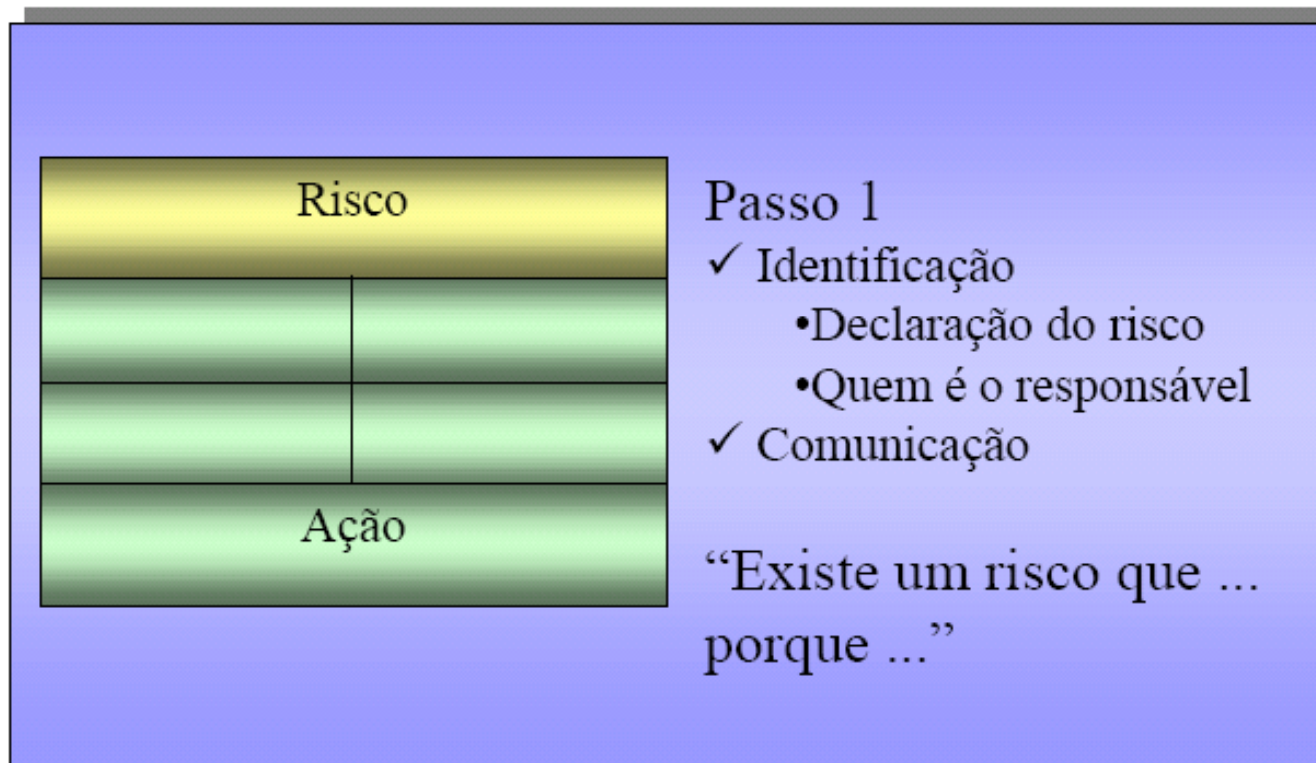 Risco
Ação
Passo 1
✓ Identificação
•Declaração do risco
•Quem é o responsável
✓ Comunicação
“Existe um risco que ...
porque ...”